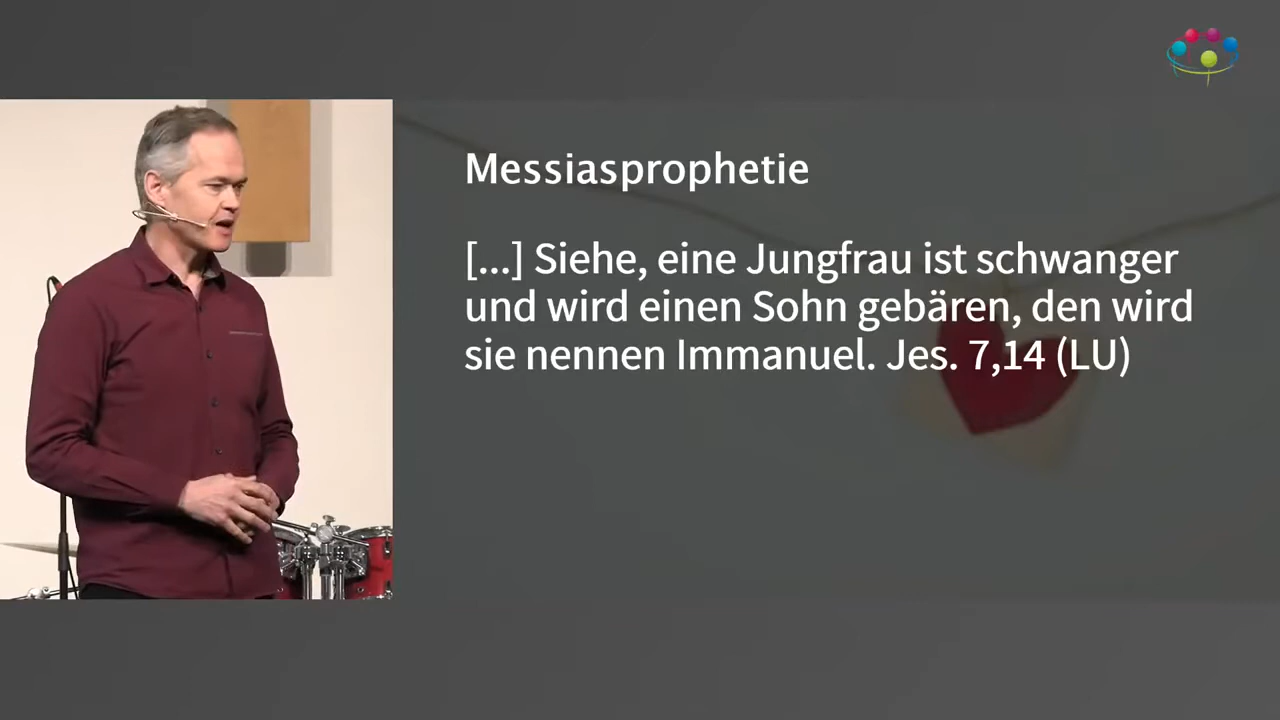 Messiasprophetie
[...] Siehe, eine Jungfrau ist schwanger
und wird einen Sohn gebären, den wird
sie nennen Immanuel. Jes. 7,14 (LU)